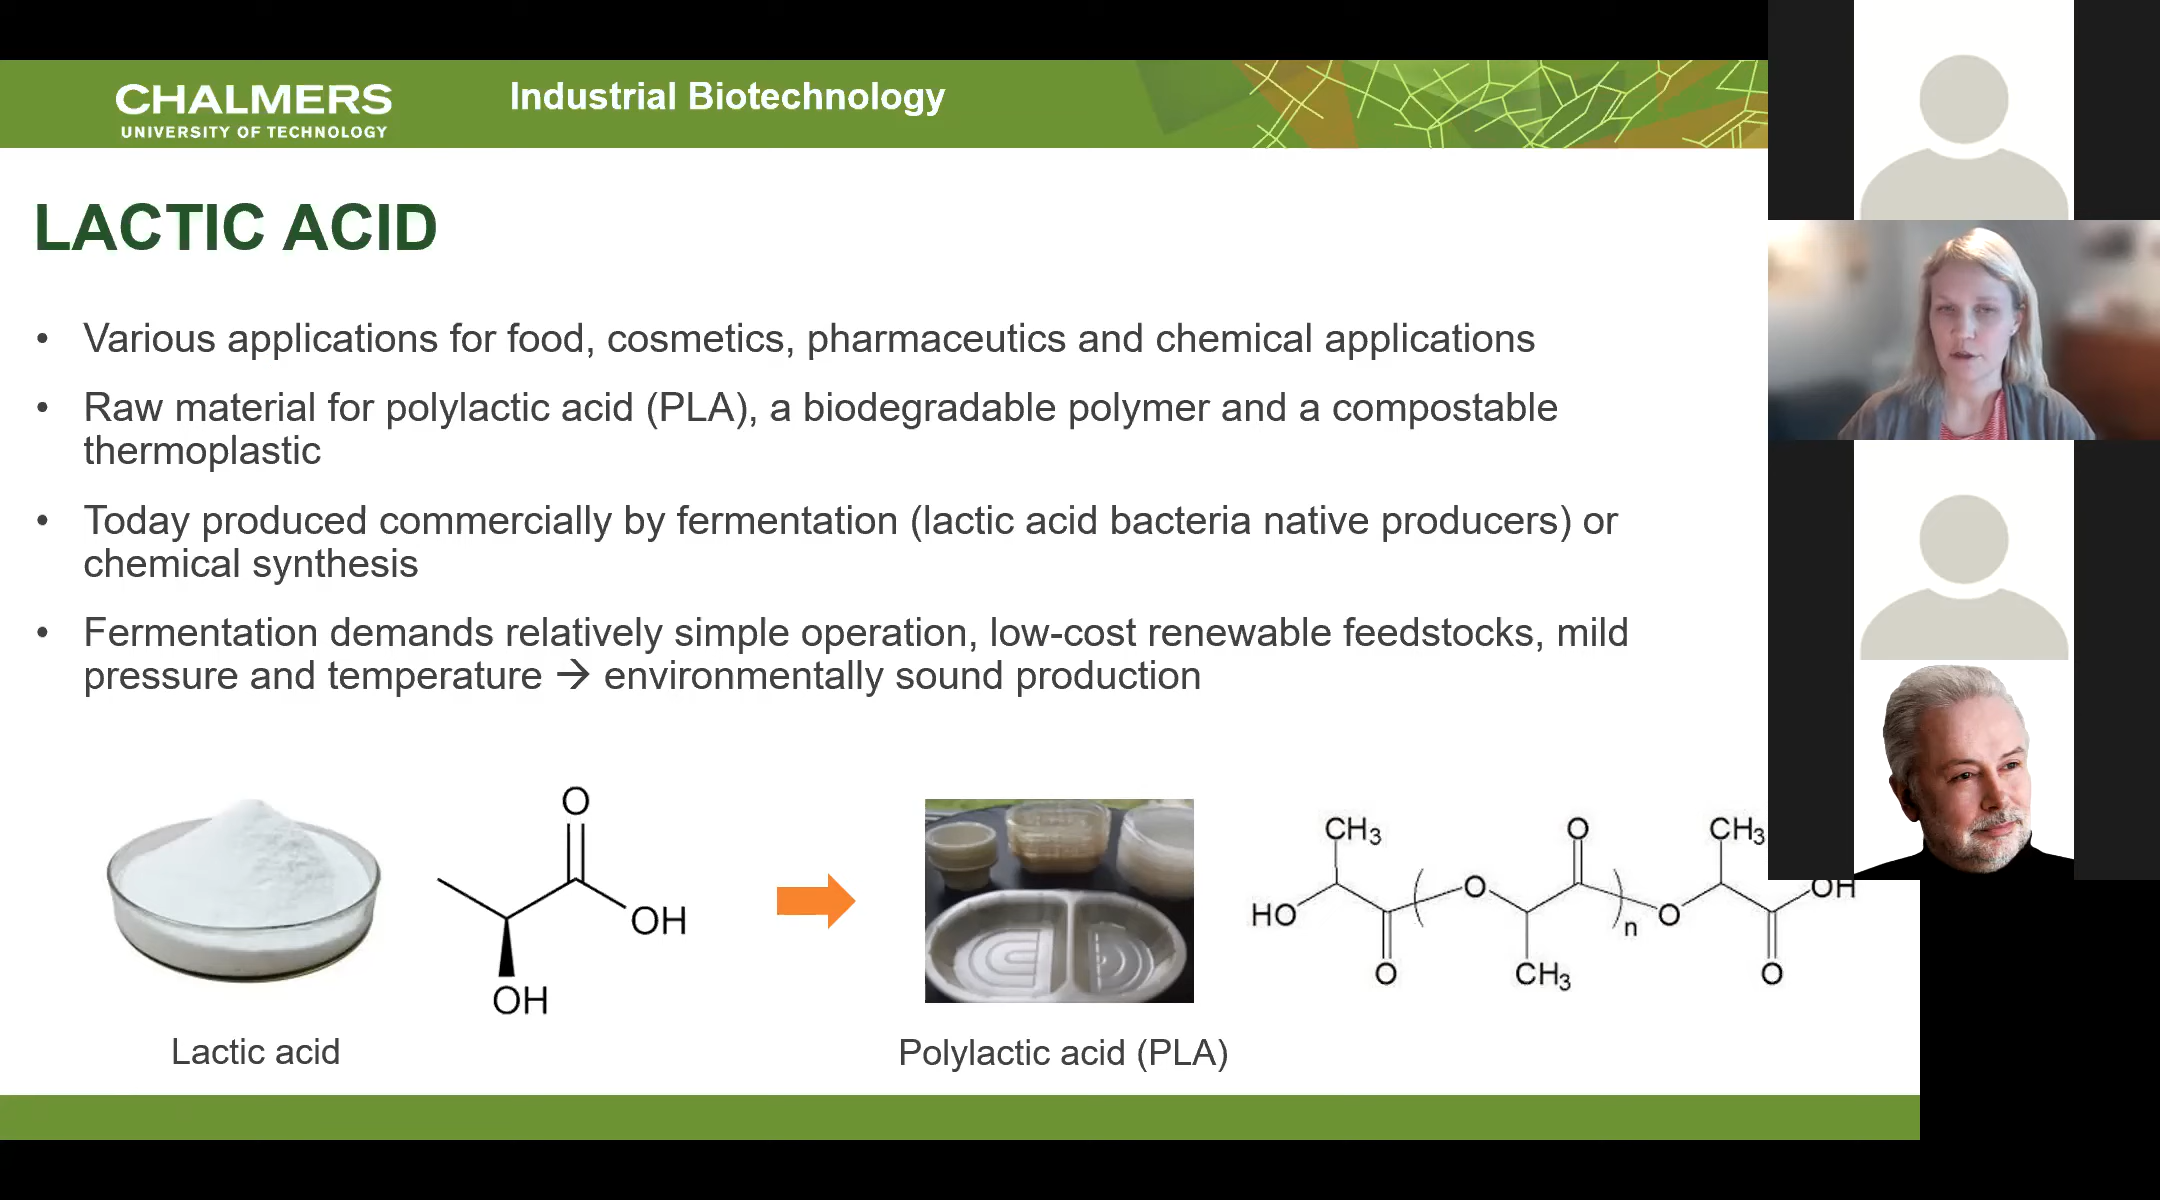 CHALMERS
UNIVERSITY OF TECHNOLOGY
Industrial Biotechnology
LACTIC ACID
• Various applications for food, cosmetics, pharmaceutics and chemical applications
• Raw material for polylactic acid (PLA), a biodegradable polymer and a compostable
thermoplastic
• Today produced commercially by fermentation (lactic acid bacteria native producers) or
chemical synthesis
• Fermentation demands relatively simple operation, low-cost renewable feedstocks, mild
pressure and temperature → environmentally sound production
O
OH
OH
CH3
O
CH3
HO
O
( )n
O
OH
O
CH3
O
Lactic acid
Polylactic acid (PLA)